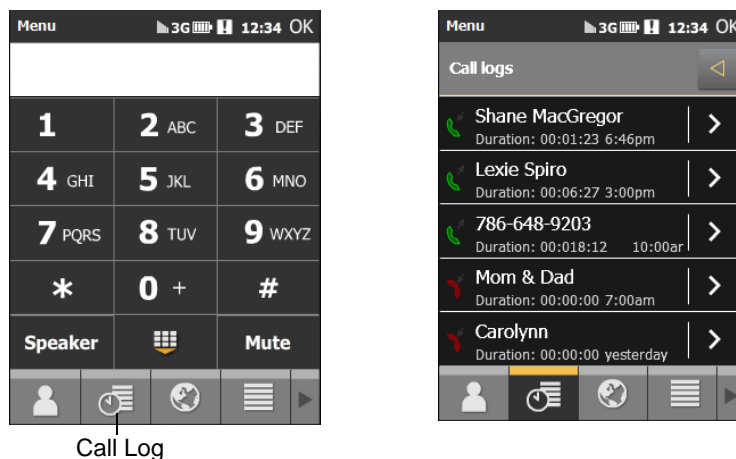 Menu 3G 12:34 OK
1 2 ABC 3 DEF
4 GHI 5 JKL 6 MNO
7 PQRS 8 TUV 9 WXYZ
* 0 + #
Speaker Mute
Call Log
Menu 3G 12:34 OK
Call logs
Shane MacGregor
Duration: 00:01:23 6:46pm
Lexie Spiro
Duration: 00:06:27 3:00pm
786-648-9203
Duration: 00:018:12 10:00ar
Mom & Dad
Duration: 00:00:00 7:00am
Carolynn
Duration: 00:00:00 yesterday